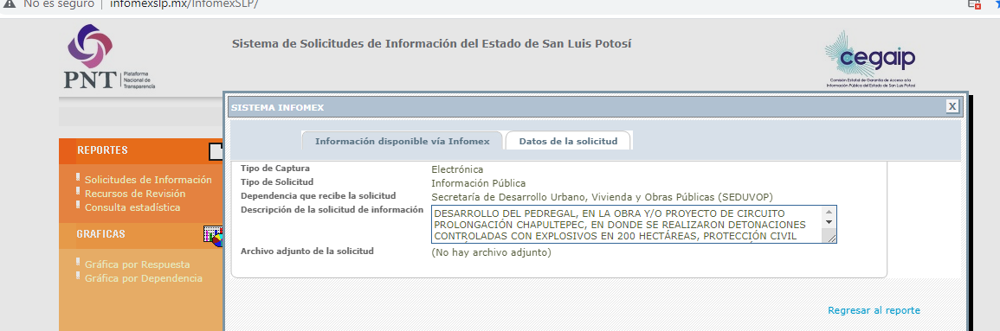 No es seguro | infomexslp.mx/InfomexSLP/
PNT Plataforma Nacional de Transparencia
Sistema de Solicitudes de Información del Estado de San Luis Potosí
cegaip
Comisión Estatal de Garantía de Acceso a la
Información Pública del Estado de San Luis Potosí
SISTEMA INFOMEX
X
Información disponible vía Infomex
Datos de la solicitud
REPORTES
Solicitudes de Información
Recursos de Revisión
Consulta estadística
GRAFICAS
Gráfica por Respuesta
Gráfica por Dependencia
Tipo de Captura Electrónica
Tipo de Solicitud Información Pública
Dependencia que recibe la solicitud Secretaría de Desarrollo Urbano, Vivienda y Obras Públicas (SEDUVOP)
Descripción de la solicitud de información DESARROLLO DEL PEDREGAL, EN LA OBRA Y/O PROYECTO DE CIRCUITO
PROLONGACIÓN CHAPULTEPEC, EN DONDE SE REALIZARON DETONACIONES
CONTROLADAS CON EXPLOSIVOS EN 200 HECTÁREAS, PROTECCIÓN CIVIL
Archivo adjunto de la solicitud (No hay archivo adjunto)
Regresar al reporte